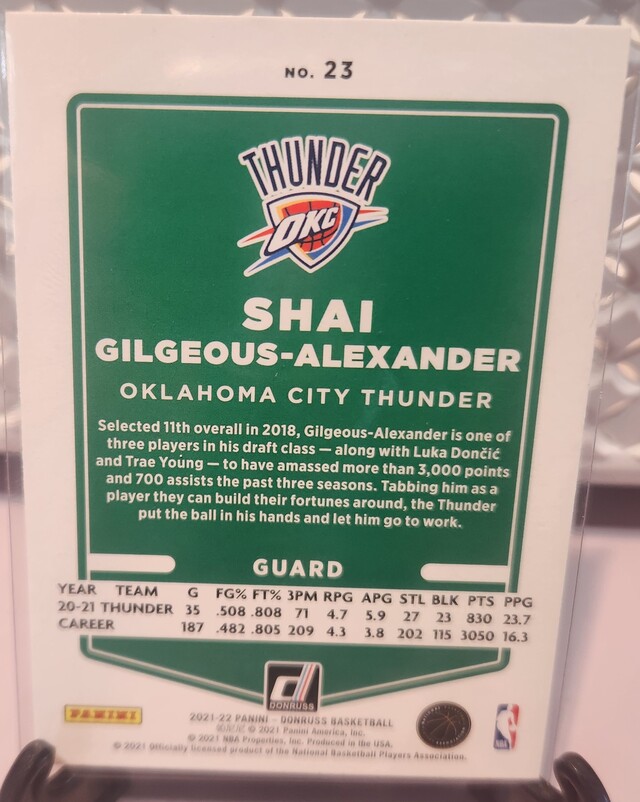 NO. 23
THUNDER
OKC
SHAI
GILGEOUS-ALEXANDER
OKLAHOMA CITY THUNDER
Selected 11th overall in 2018, Gilgeous-Alexander is one of
three players in his draft class — along with Luka Dončić
and Trae Young — to have amassed more than 3,000 points
and 700 assists the past three seasons. Tabbing him as a
player they can build their fortunes around, the Thunder
put the ball in his hands and let him go to work.
GUARD
YEAR TEAM G FG% FT% 3PM RPG APG STL BLK PTS PPG
20-21 THUNDER 35 .508 .808 71 4.7 5.9 27 23 830 23.7
CAREER 187 .482 .805 209 4.3 3.8 202 115 3050 16.3
DONRUSS
PANINI
2021-22 PANINI - DONRUSS BASKETBALL
© 2021 Panini America, Inc.
© 2021 NBA Properties, Inc. Produced in the USA.
© 2021 Officially licensed product of the National Basketball Players Association.
NBA